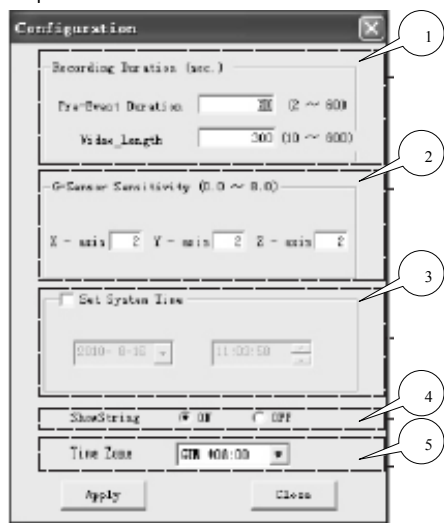 Configuration
1
Recording Duration (sec.)
Pre-Event Duration (2 ~ 60)
Video_Length 300 (10 ~ 600)
2
G-Sensor Sensitivity (0.0 ~ 8.0)
X - axis 2 Y - axis 2 Z - axis 2
3
Set System Time
2010- 8-16 11:03:58
4
ShowString ON OFF
5
Time Zone GTM +08:00
Apply Close